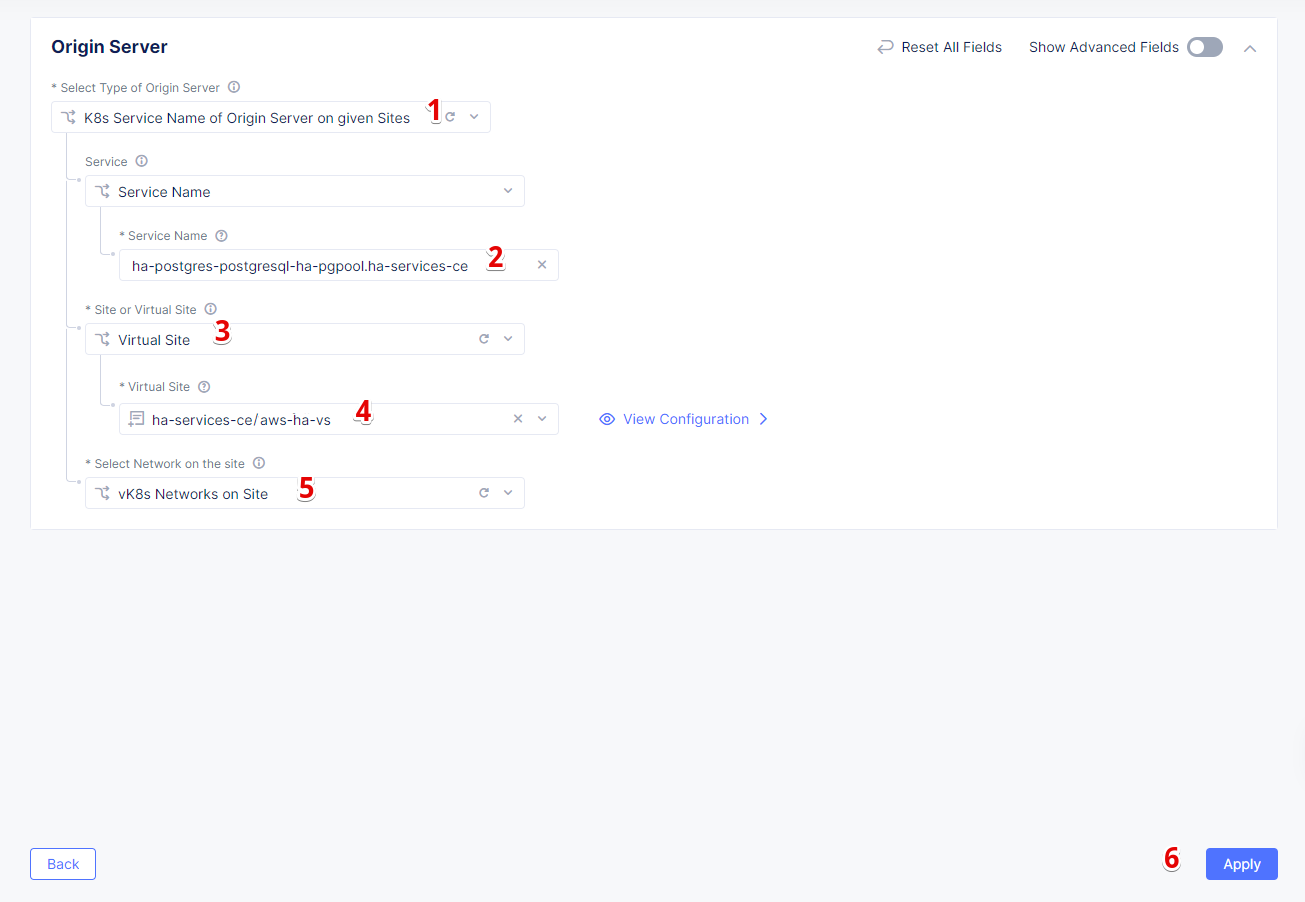 Origin Server
Reset All Fields
Show Advanced Fields
* Select Type of Origin Server
K8s Service Name of Origin Server on given Sites
1
Service
Service Name
* Service Name
ha-postgres-postgresql-ha-pgpool.ha-services-ce
2
* Site or Virtual Site
Virtual Site
3
* Virtual Site
ha-services-ce/aws-ha-vs
4
View Configuration
* Select Network on the site
vK8s Networks on Site
5
Back
6
Apply